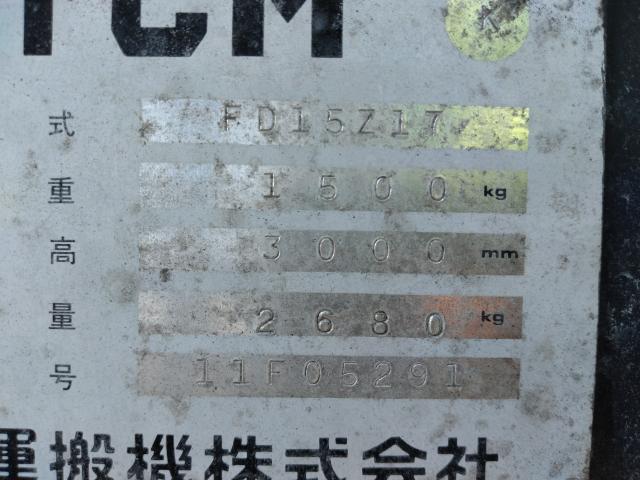 TCM K
式 FD15Z17
重 1500 kg
高 3000 mm
量 2680 kg
号 11F05291
運搬機株式会社